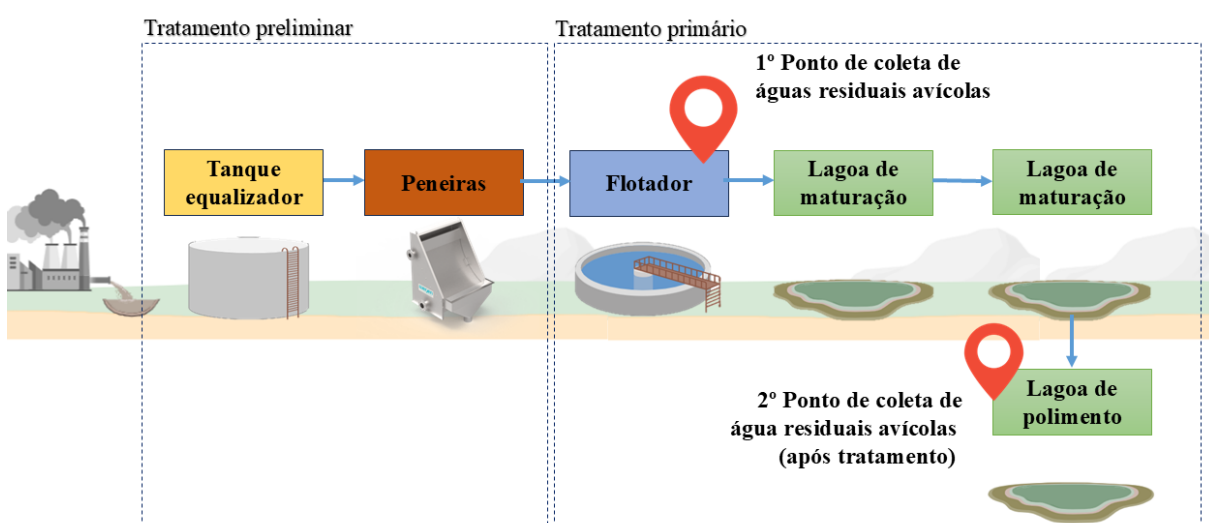 Tratamento preliminar
Tratamento primário
1º Ponto de coleta de
águas residuais avícolas
Tanque
equalizador
Peneiras
Flotador
Lagoa de
maturação
Lagoa de
maturação
2º Ponto de coleta de
água residuais avícolas
(após tratamento)
Lagoa de
polimento